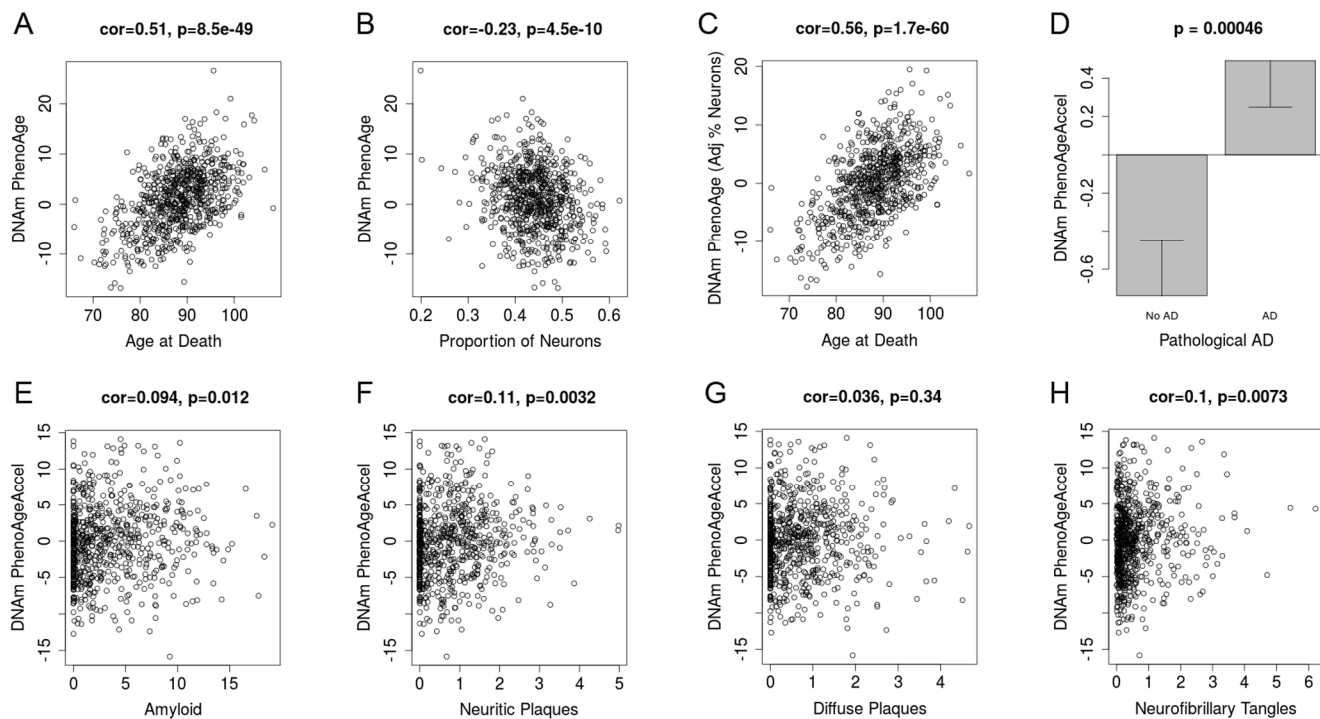 A
cor=0.51, p=8.5e-49
DNAm PhenoAge
20
10
0
-10
70 80 90 100
Age at Death
B
cor=-0.23, p=4.5e-10
DNAm PhenoAge
20
10
0
-10
0.2 0.3 0.4 0.5 0.6
Proportion of Neurons
C
cor=0.56, p=1.7e-60
DNAm PhenoAge (Adj % Neurons)
20
10
0
-10
70 80 90 100
Age at Death
D
p = 0.00046
DNAm PhenoAgeAccel
0.4
0.2
-0.2
-0.6
No AD AD
Pathological AD
E
cor=0.094, p=0.012
DNAm PhenoAgeAccel
15
10
5
0
-5
-15
0 5 10 15
Amyloid
F
cor=0.11, p=0.0032
DNAm PhenoAgeAccel
15
10
5
0
-5
-15
0 1 2 3 4 5
Neuritic Plaques
G
cor=0.036, p=0.34
DNAm PhenoAgeAccel
15
10
5
0
-5
-15
0 1 2 3 4
Diffuse Plaques
H
cor=0.1, p=0.0073
DNAm PhenoAgeAccel
15
10
5
0
-5
-15
0 1 2 3 4 5 6
Neurofibrillary Tangles